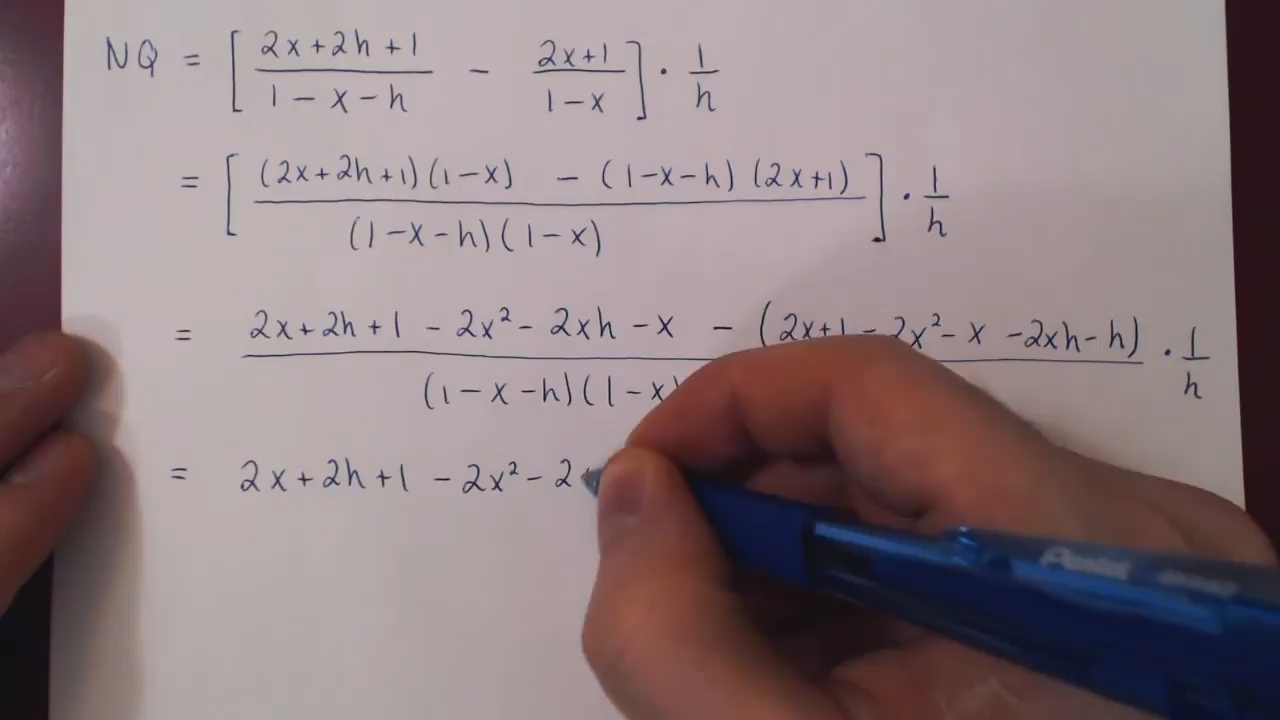 NQ = [ (2x+2h+1)/(1-x-h) - (2x+1)/(1-x) ] · 1/h
= [ ((2x+2h+1)(1-x) - (1-x-h)(2x+1))/((1-x-h)(1-x)) ] · 1/h
= (2x+2h+1-2x²-2xh-x - (2x+1-2x²-x-2xh-h))/((1-x-h)(1-x) · 1/h
= 2x+2h+1-2x²-2
Pentel